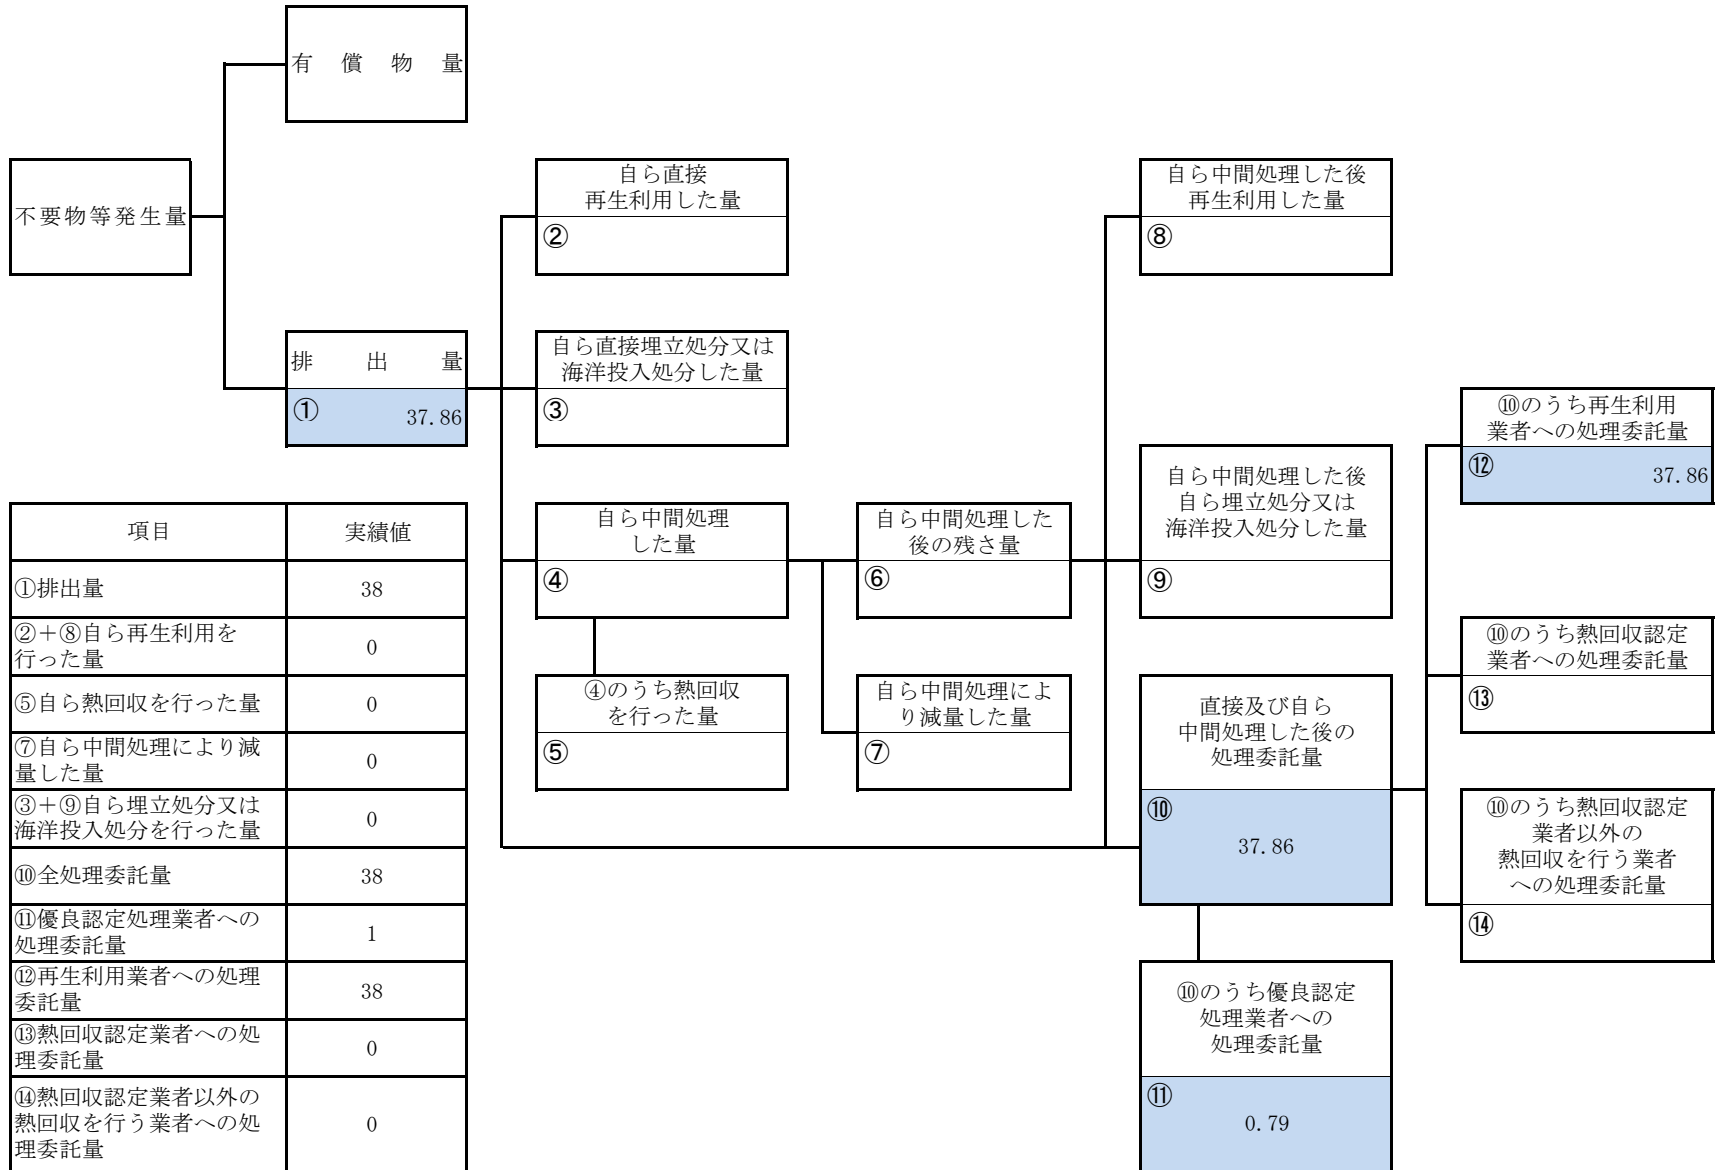 有償物量
不要物等発生量
自ら直接
再生利用した量
②
自ら中間処理した後
再生利用した量
⑧
排出量
① 37.86
自ら直接埋立処分又は
海洋投入処分した量
③
⑩のうち再生利用
業者への処理委託量
⑫ 37.86
自ら中間処理
した量
④
自ら中間処理した
後の残さ量
⑥
自ら中間処理した後
自ら埋立処分又は
海洋投入処分した量
⑨
⑩のうち熱回収認定
業者への処理委託量
⑬
④のうち熱回収
を行った量
⑤
自ら中間処理によ
り減量した量
⑦
直接及び自ら
中間処理した後の
処理委託量
⑩
37.86
⑩のうち熱回収認定
業者以外の
熱回収を行う業者
への処理委託量
⑭
⑩のうち優良認定
処理業者への
処理委託量
⑪
0.79
項目 実績値
①排出量 38
②+⑧自ら再生利用を
行った量 0
⑤自ら熱回収を行った量 0
⑦自ら中間処理により減
量した量 0
③+⑨自ら埋立処分又は
海洋投入処分を行った量 0
⑩全処理委託量 38
⑪優良認定処理業者への
処理委託量 1
⑫再生利用業者への処理
委託量 38
⑬熱回収認定業者への処
理委託量 0
⑭熱回収認定業者以外の
熱回収を行う業者への処
理委託量 0